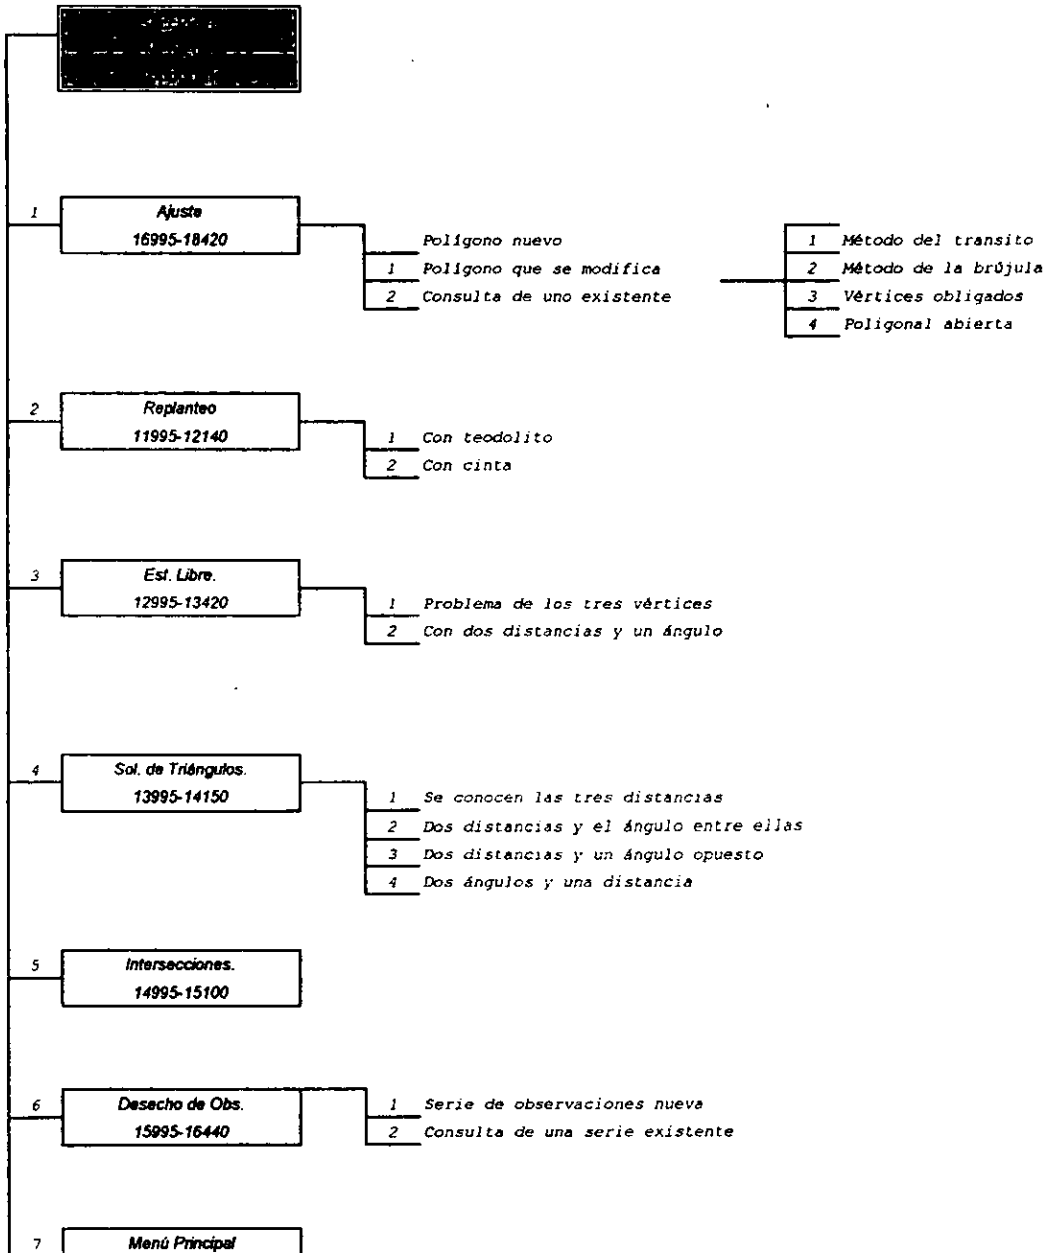 1 Ajuste
16995-18420
Polígono nuevo
1 Polígono que se modifica
2 Consulta de uno existente
1 Método del transito
2 Método de la brújula
3 Vértices obligados
4 Poligonal abierta
2 Replanteo
11995-12140
1 Con teodolito
2 Con cinta
3 Est. Libre.
12995-13420
1 Problema de los tres vértices
2 Con dos distancias y un ángulo
4 Sol. de Triángulos.
13995-14150
1 Se conocen las tres distancias
2 Dos distancias y el ángulo entre ellas
3 Dos distancias y un ángulo opuesto
4 Dos ángulos y una distancia
5 Intersecciones.
14995-15100
6 Desecho de Obs.
15995-16440
1 Serie de observaciones nueva
2 Consulta de una serie existente
7 Menú Principal